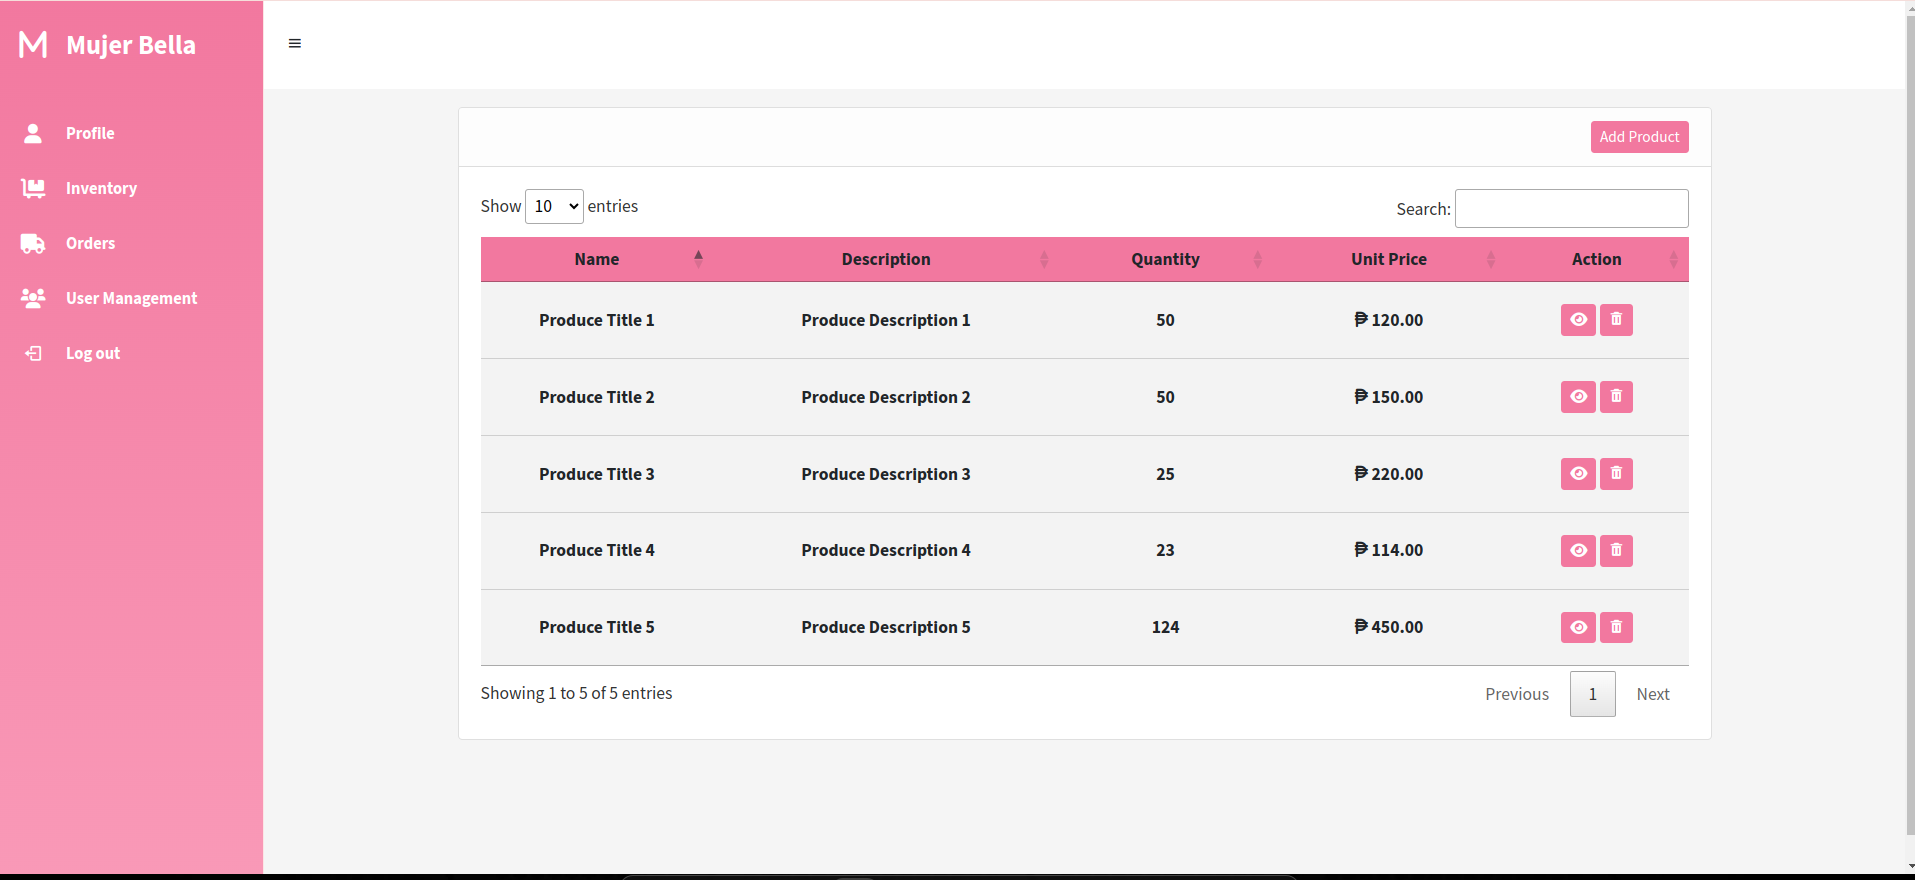 M Mujer Bella
Profile
Inventory
Orders
User Management
Log out
Add Product
Show 10 entries
Search:
Name Description Quantity Unit Price Action
Produce Title 1 Produce Description 1 50 ₱ 120.00
Produce Title 2 Produce Description 2 50 ₱ 150.00
Produce Title 3 Produce Description 3 25 ₱ 220.00
Produce Title 4 Produce Description 4 23 ₱ 114.00
Produce Title 5 Produce Description 5 124 ₱ 450.00
Showing 1 to 5 of 5 entries
Previous 1 Next